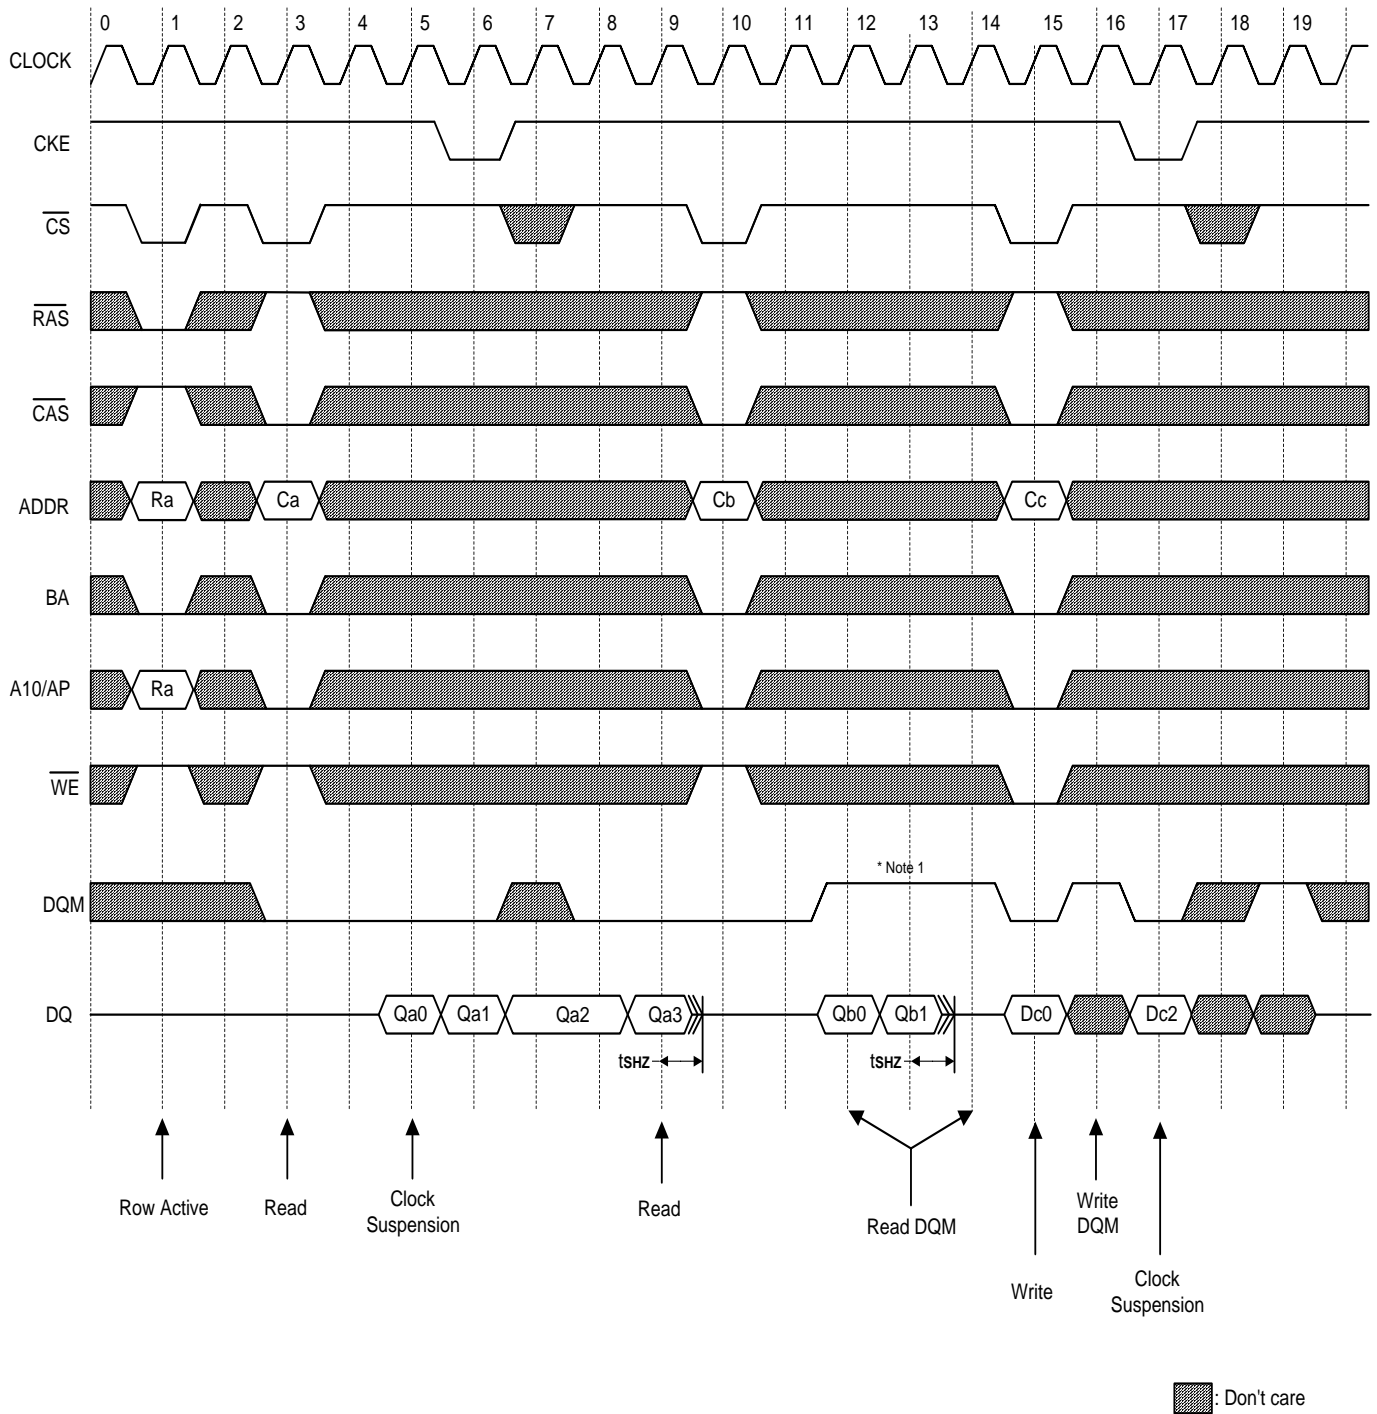 0 1 2 3 4 5 6 7 8 9 10 11 12 13 14 15 16 17 18 19
CLOCK
CKE
CS
RAS
CAS
ADDR Ra Ca Cb Cc
BA
A10/AP Ra
WE
* Note 1
DQM
DQ Qa0 Qa1 Qa2 Qa3 Qb0 Qb1 Dc0 Dc2
tSHZ tSHZ
Row Active Read Clock Suspension Read Read DQM Write DQM
Write Clock Suspension
: Don't care